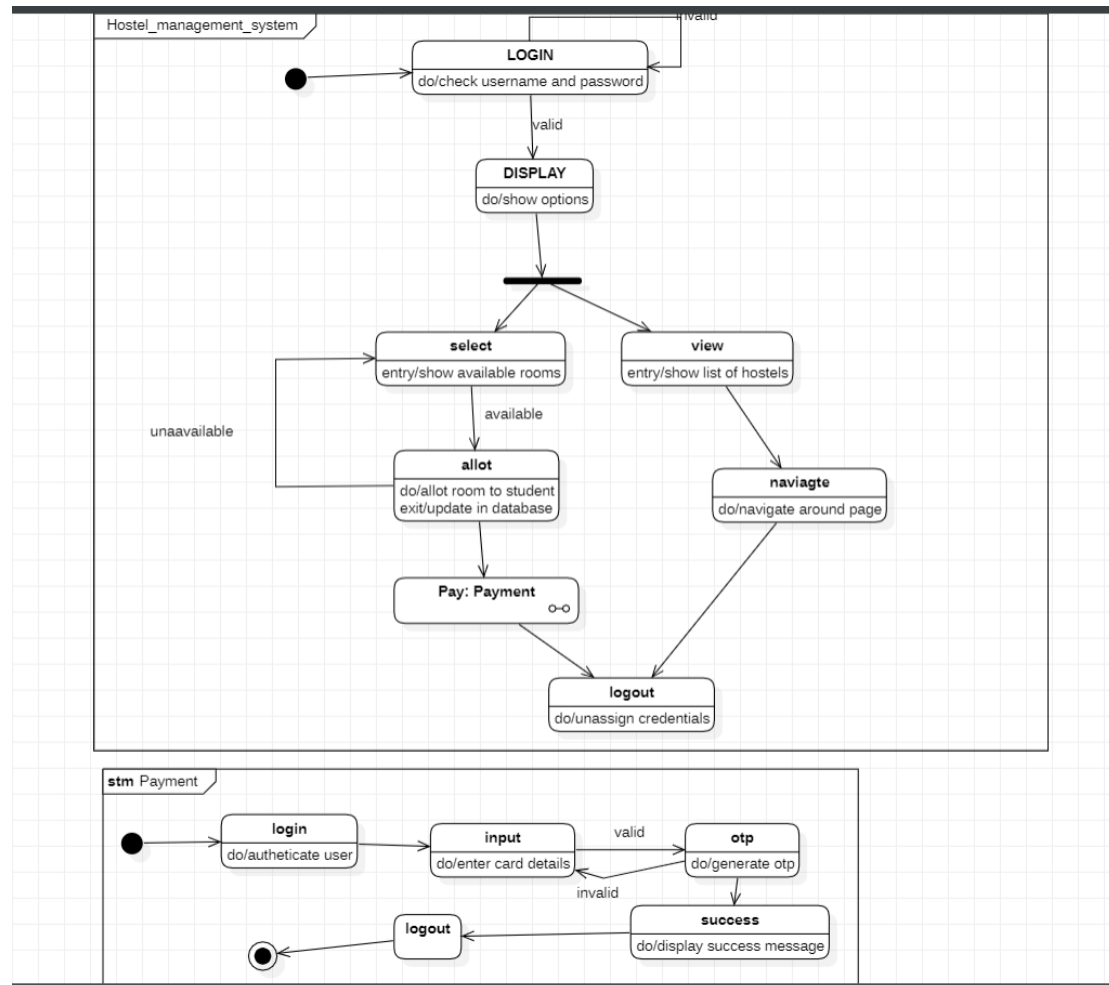 Hostel_management_system
invalid
LOGIN
do/check username and password
valid
DISPLAY
do/show options
select
entry/show available rooms
view
entry/show list of hostels
available
unaavailable
allot
do/allot room to student
exit/update in database
naviagte
do/navigate around page
Pay: Payment
logout
do/unassign credentials
stm Payment
login
do/autheticate user
input
do/enter card details
valid
otp
do/generate otp
invalid
success
do/display success message
logout